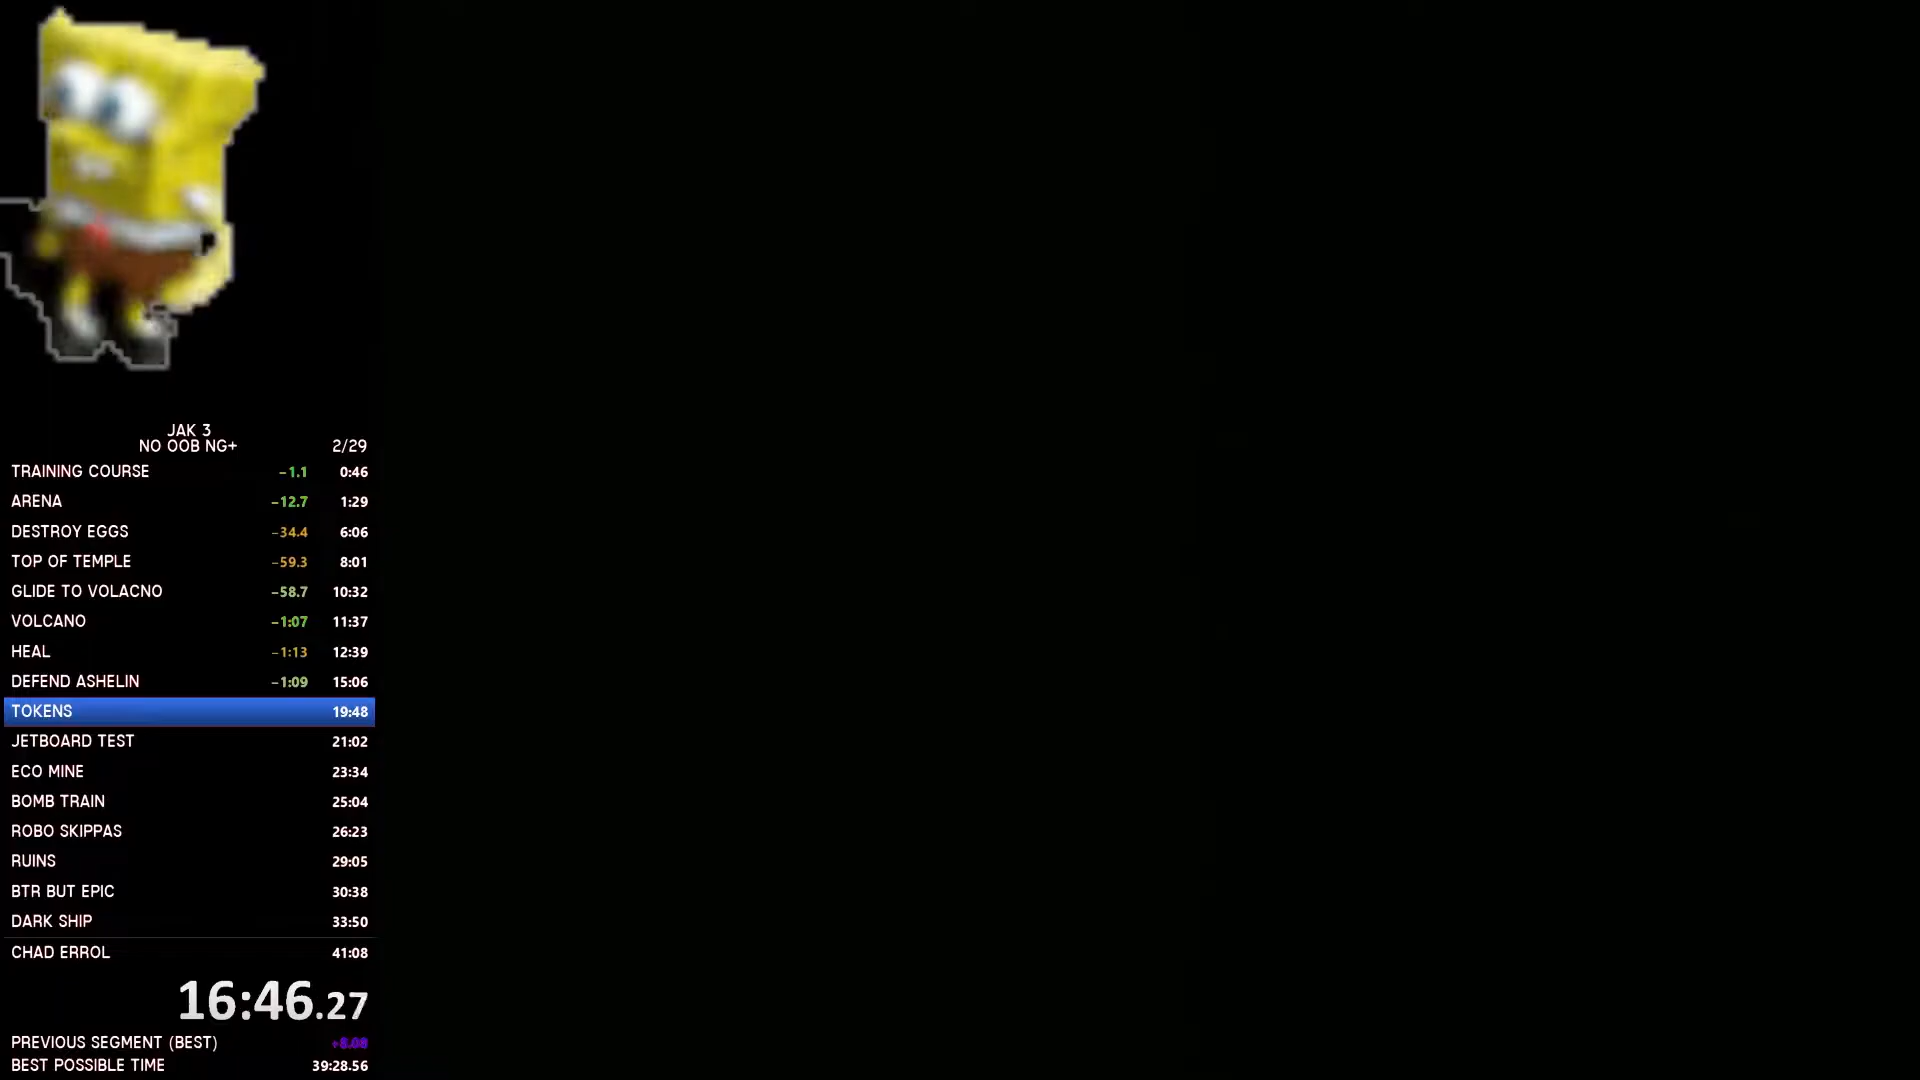 JAK 3
NO OOB NG+ 2/29
TRAINING COURSE -1.1 0:46
ARENA -12.7 1:29
DESTROY EGGS -34.4 6:06
TOP OF TEMPLE -59.3 8:01
GLIDE TO VOLACNO -58.7 10:32
VOLCANO -1:07 11:37
HEAL -1:13 12:39
DEFEND ASHELIN -1:09 15:06
TOKENS 19:48
JETBOARD TEST 21:02
ECO MINE 23:34
BOMB TRAIN 25:04
ROBO SKIPPAS 26:23
RUINS 29:05
BTR BUT EPIC 30:38
DARK SHIP 33:50
CHAD ERROL 41:08
16:46.27
PREVIOUS SEGMENT (BEST) +8.08
BEST POSSIBLE TIME 39:28.56